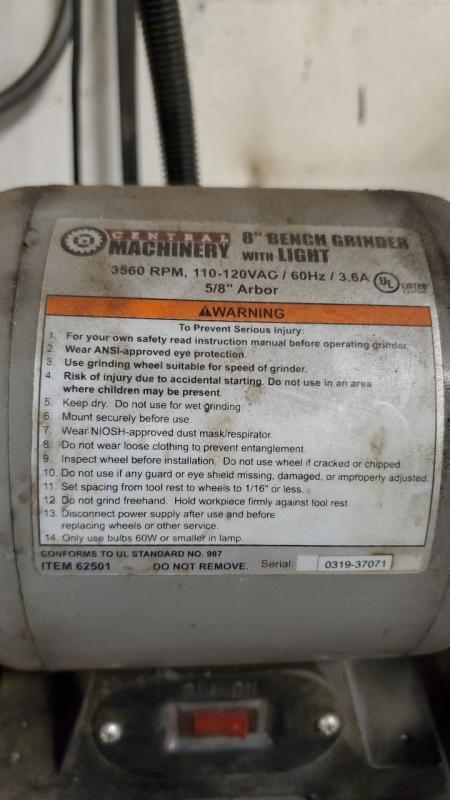 CENTRAL MACHINERY
8" BENCH GRINDER
WITH LIGHT
3560 RPM, 110-120VAC / 60Hz / 3.6A
5/8" Arbor
UL LISTED
WARNING
To Prevent Serious Injury:
1. For your own safety read instruction manual before operating grinder.
2. Wear ANSI-approved eye protection.
3. Use grinding wheel suitable for speed of grinder.
4. Risk of injury due to accidental starting. Do not use in an area
where children may be present.
5. Keep dry. Do not use for wet grinding
6. Mount securely before use.
7. Wear NIOSH-approved dust mask/respirator.
8. Do not wear loose clothing to prevent entanglement.
9. Inspect wheel before installation. Do not use wheel if cracked or chipped.
10. Do not use if any guard or eye shield missing, damaged, or improperly adjusted.
11. Set spacing from tool rest to wheels to 1/16" or less.
12. Do not grind freehand. Hold workpiece firmly against tool rest.
13. Disconnect power supply after use and before
replacing wheels or other service.
14. Only use bulbs 60W or smaller in lamp.
CONFORMS TO UL STANDARD NO. 987
ITEM 62501 DO NOT REMOVE. Serial: 0319-37071
OFF ON